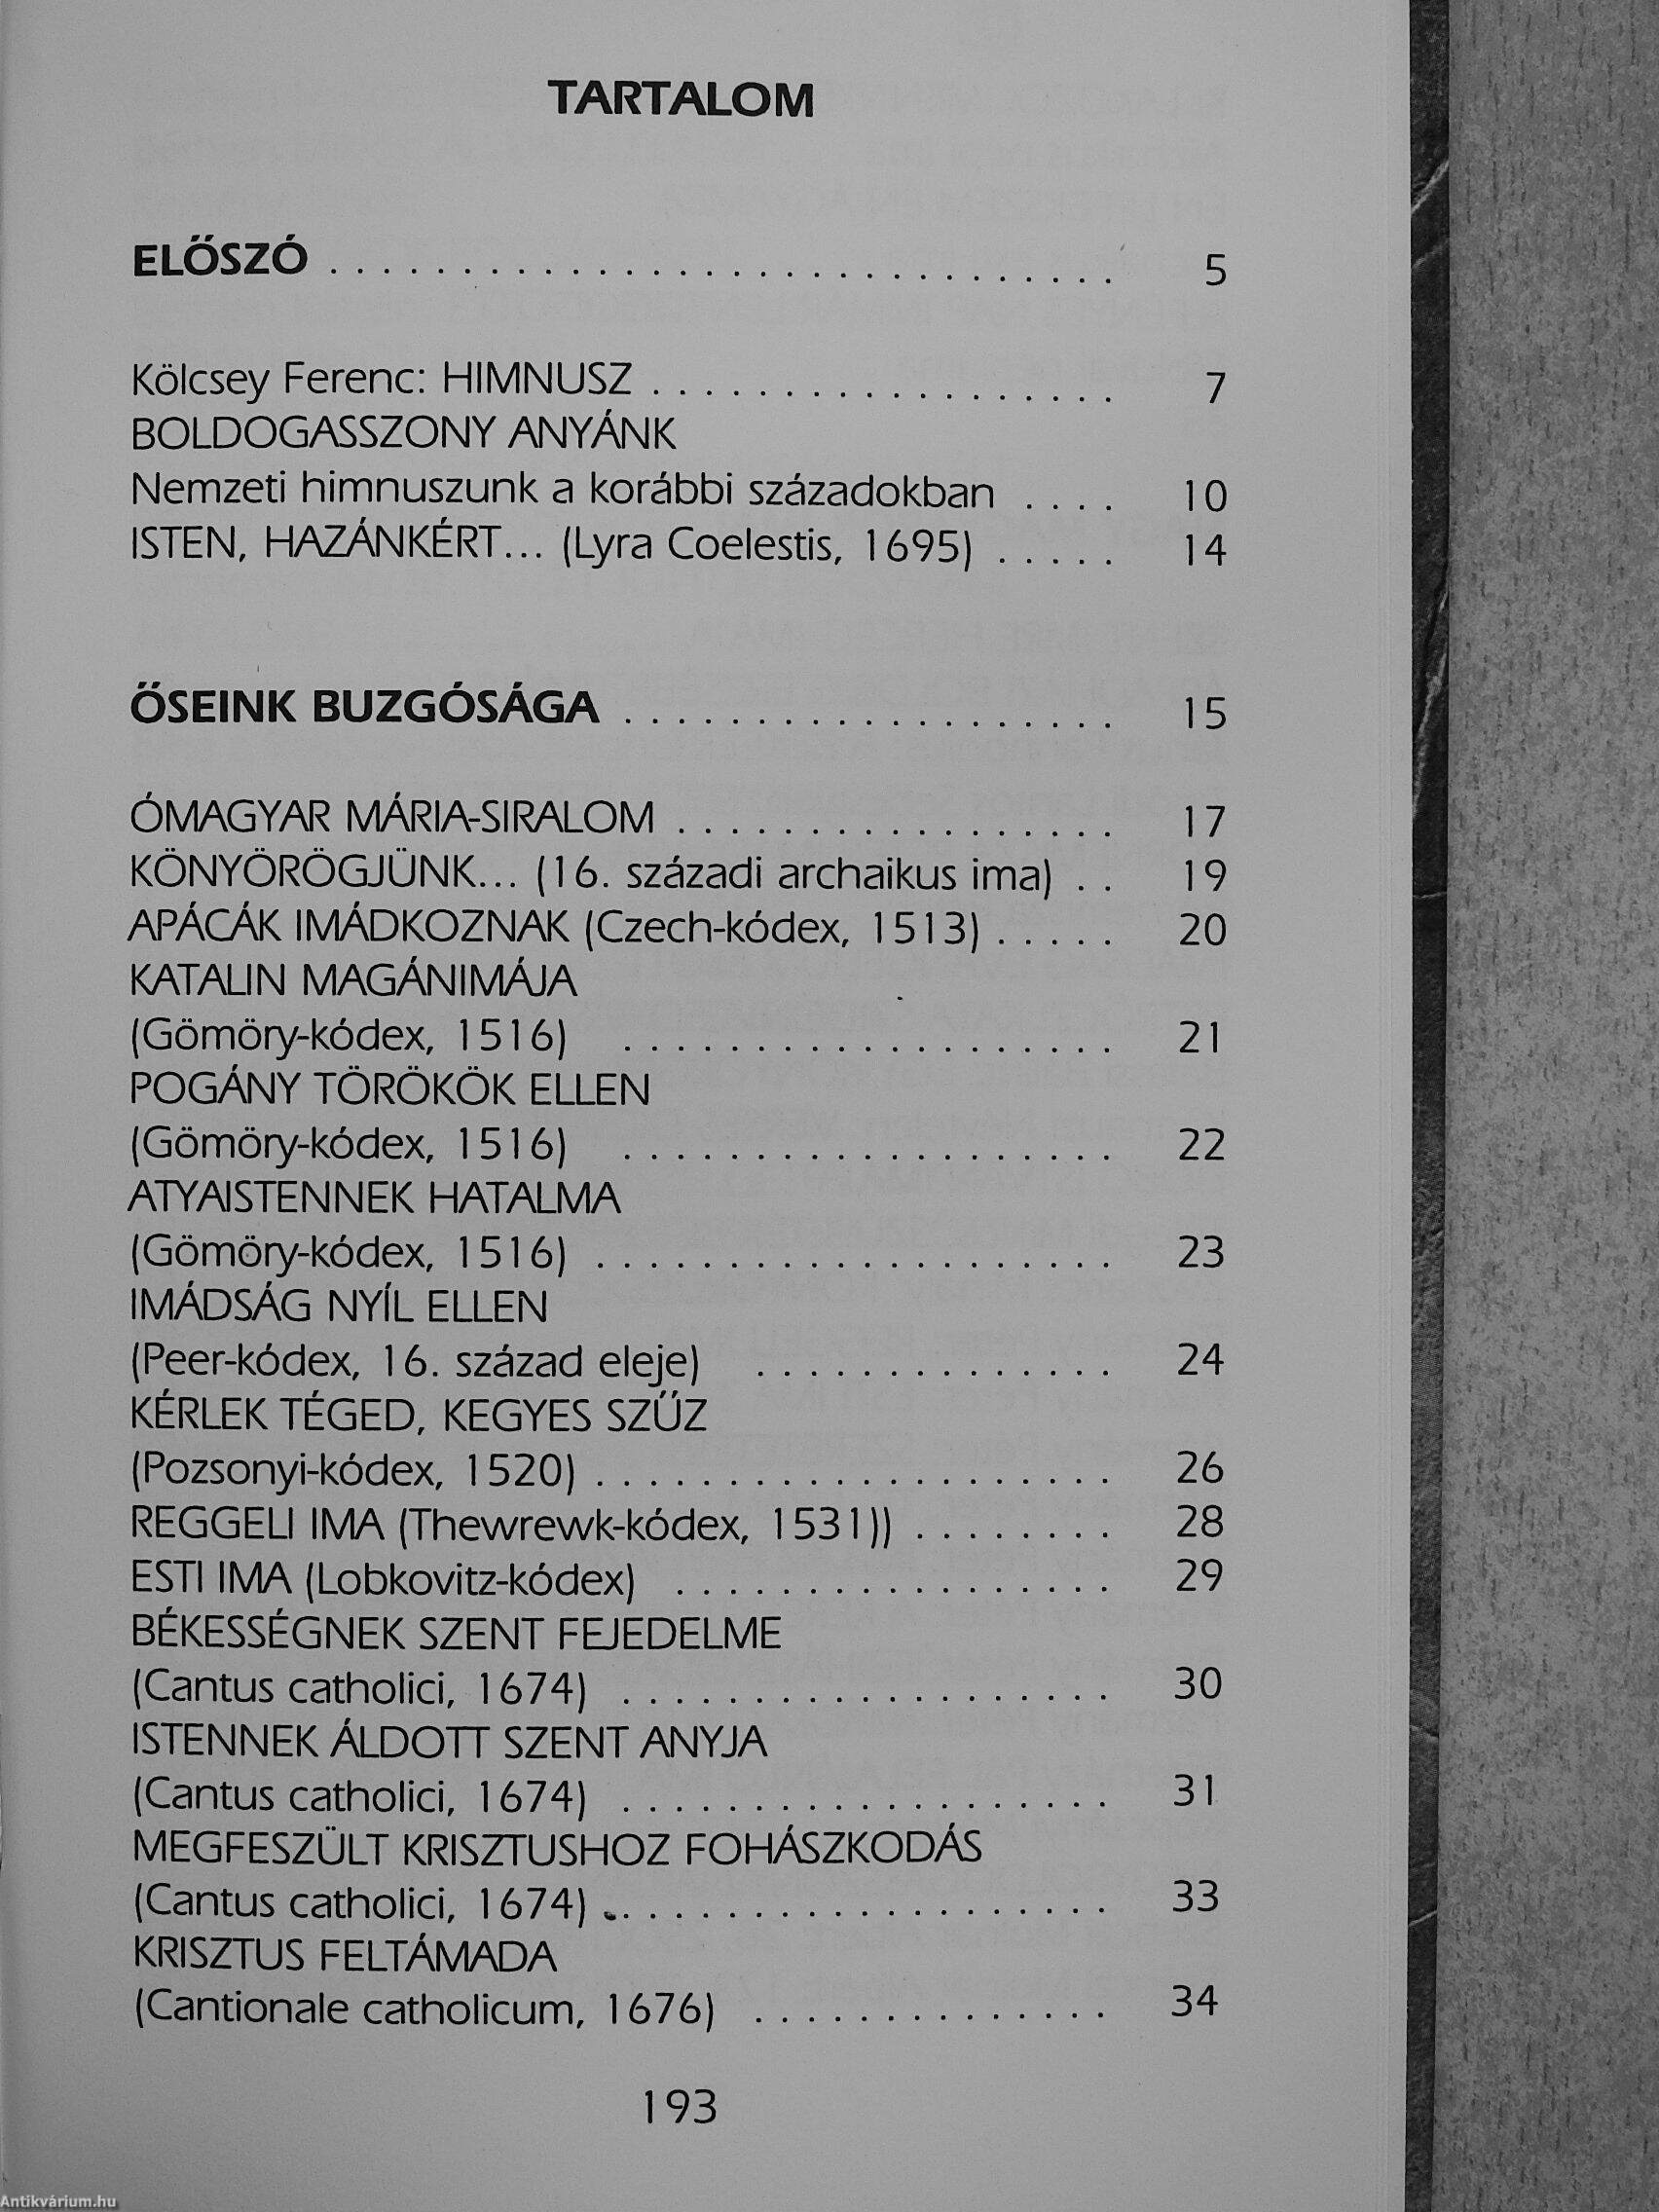 TARTALOM
ELŐSZÓ . . . . . . . . . . . . . . . . . . . . . . . . . . . . . . 5
Kölcsey Ferenc: HIMNUSZ . . . . . . . . . . . . . . . . . . 7
BOLDOGASSZONY ANYÁNK
Nemzeti himnuszunk a korábbi századokban . . . . 10
ISTEN, HAZÁNKÉRT... (Lyra Coelestis, 1695) . . . . . 14
ŐSEINK BUZGÓSÁGA . . . . . . . . . . . . . . . . . . . 15
ÓMAGYAR MÁRIA-SIRALOM . . . . . . . . . . . . . . . . . 17
KÖNYÖRÖGJÜNK... (16. századi archaikus ima) . . 19
APÁCÁK IMÁDKOZNAK (Czech-kódex, 1513) . . . . . 20
KATALIN MAGÁNIMÁJA
(Gömöry-kódex, 1516) . . . . . . . . . . . . . . . . . . . 21
POGÁNY TÖRÖKÖK ELLEN
(Gömöry-kódex, 1516) . . . . . . . . . . . . . . . . . . . 22
ATYAISTENNEK HATALMA
(Gömöry-kódex, 1516) . . . . . . . . . . . . . . . . . . . . 23
IMÁDSÁG NYÍL ELLEN
(Peer-kódex, 16. század eleje) . . . . . . . . . . . . . . 24
KÉRLEK TÉGED, KEGYES SZŰZ
(Pozsonyi-kódex, 1520) . . . . . . . . . . . . . . . . . . . . 26
REGGELI IMA (Thewrewk-kódex, 1531)) . . . . . . . . 28
ESTI IMA (Lobkovitz-kódex) . . . . . . . . . . . . . . . . . 29
BÉKESSÉGNEK SZENT FEJEDELME
(Cantus catholici, 1674) . . . . . . . . . . . . . . . . . . . 30
ISTENNEK ÁLDOTT SZENT ANYJA
(Cantus catholici, 1674) . . . . . . . . . . . . . . . . . . . 31
MEGFESZÜLT KRISZTUSHOZ FOHÁSZKODÁS
(Cantus catholici, 1674) . . . . . . . . . . . . . . . . . . . . 33
KRISZTUS FELTÁMADA
(Cantionale catholicum, 1676) . . . . . . . . . . . . . . 34
193
Antikvárium.hu